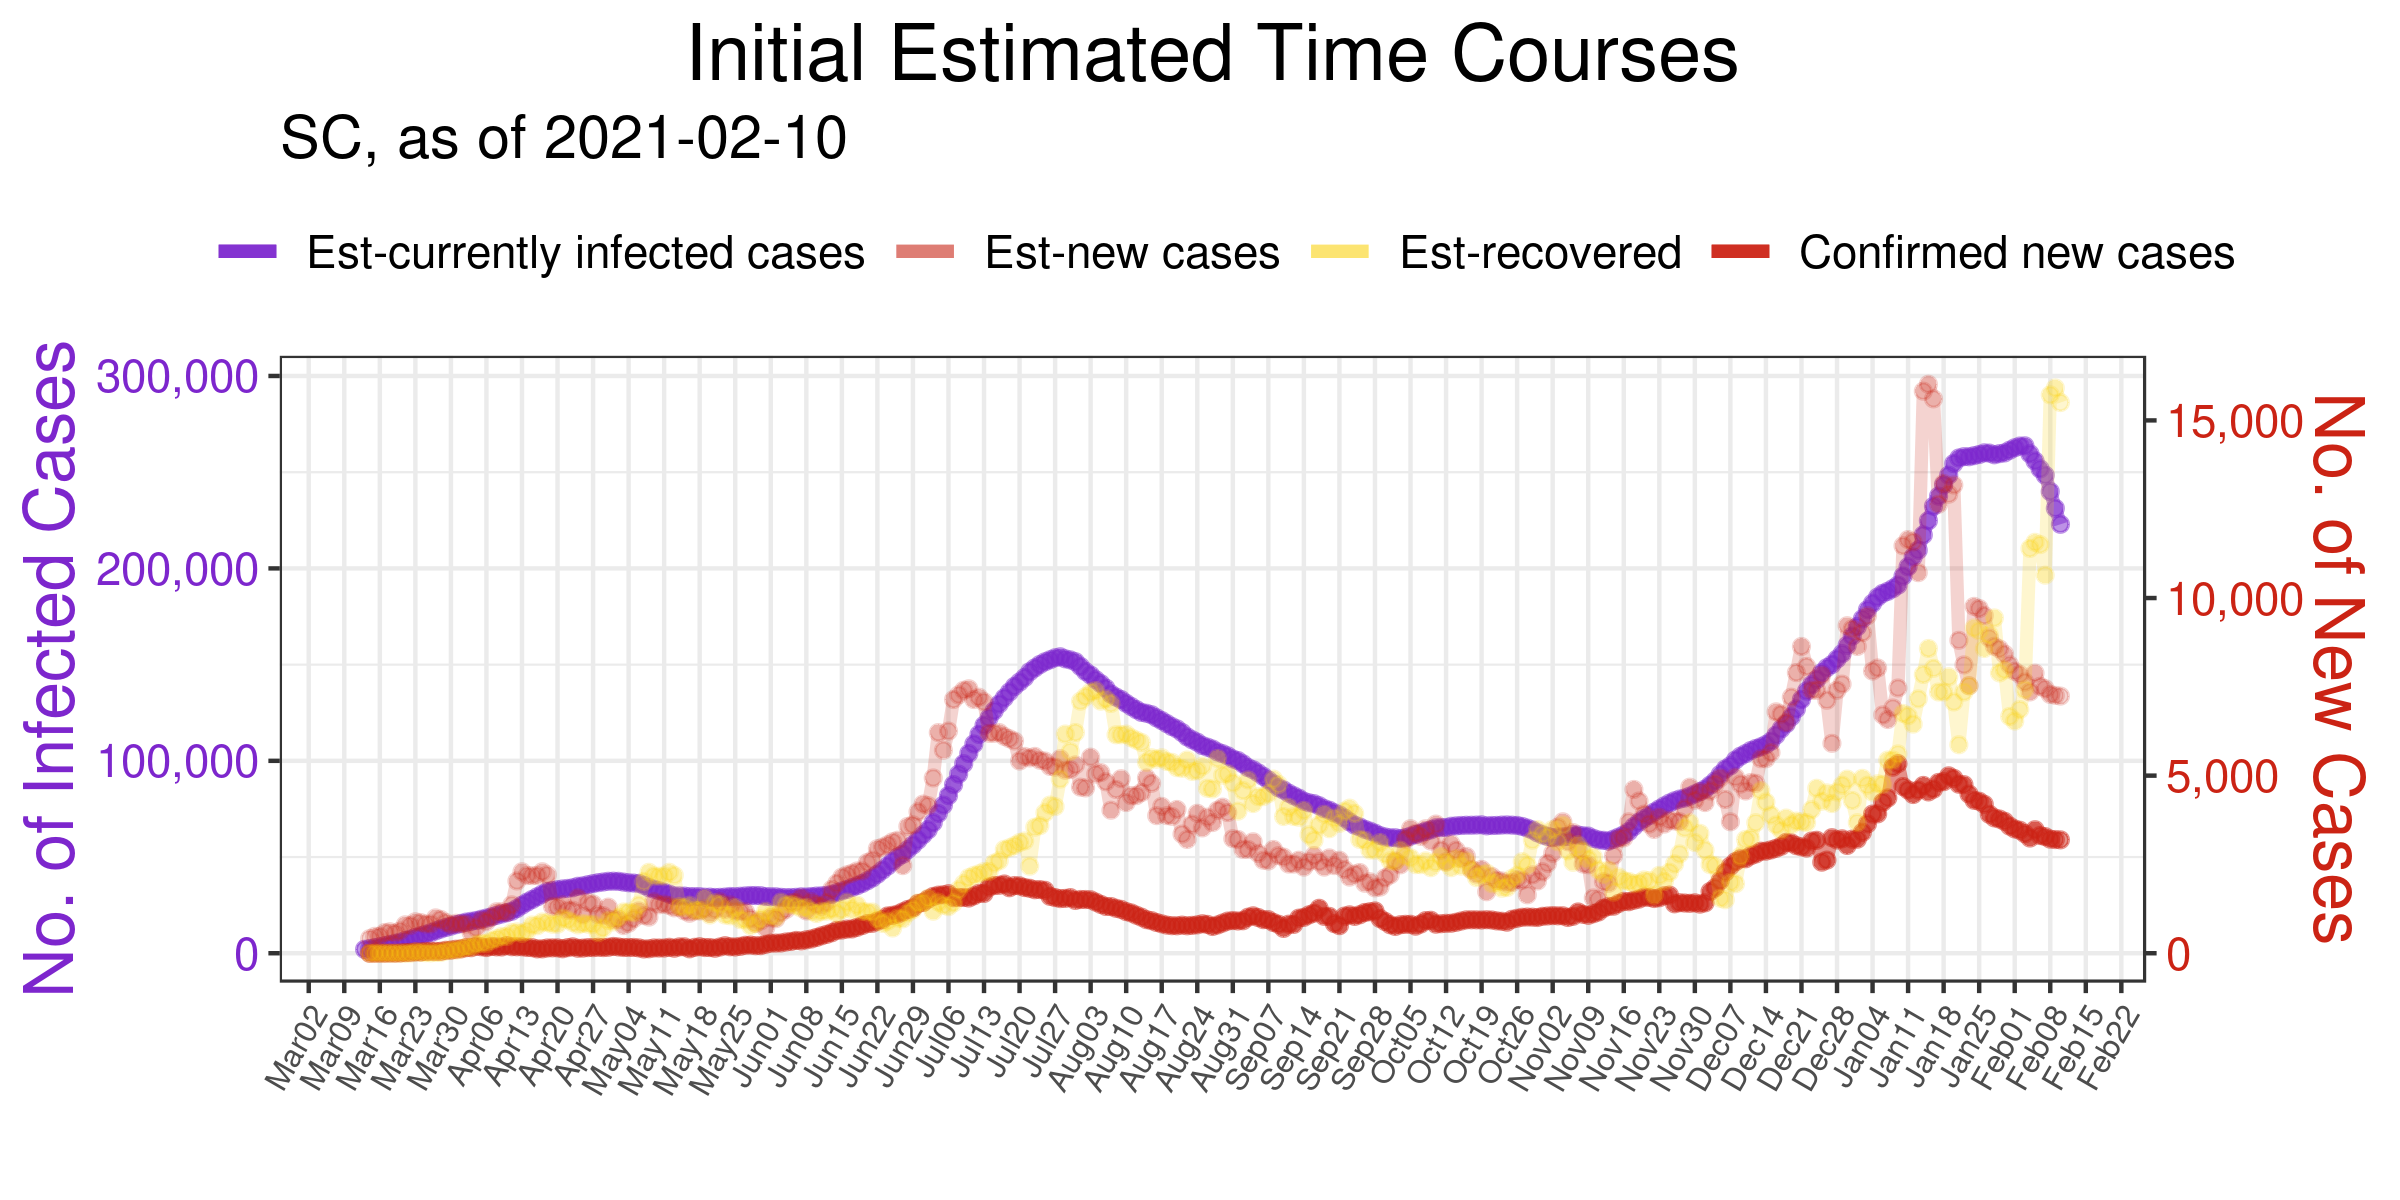 Initial Estimated Time Courses
SC, as of 2021-02-10
Est-currently infected cases Est-new cases Est-recovered Confirmed new cases
No. of Infected Cases
300,000
200,000
100,000
0
15,000
10,000
5,000
0
No. of New Cases
Mar02 Mar09 Mar16 Mar23 Mar30 Apr06 Apr13 Apr20 Apr27 May04 May11 May18 May25 Jun01 Jun08 Jun15 Jun22 Jun29 Jul06 Jul13 Jul20 Jul27 Aug03 Aug10 Aug17 Aug24 Aug31 Sep07 Sep14 Sep21 Sep28 Oct05 Oct12 Oct19 Oct26 Nov02 Nov09 Nov16 Nov23 Nov30 Dec07 Dec14 Dec21 Dec28 Jan04 Jan11 Jan18 Jan25 Feb01 Feb08 Feb15 Feb22